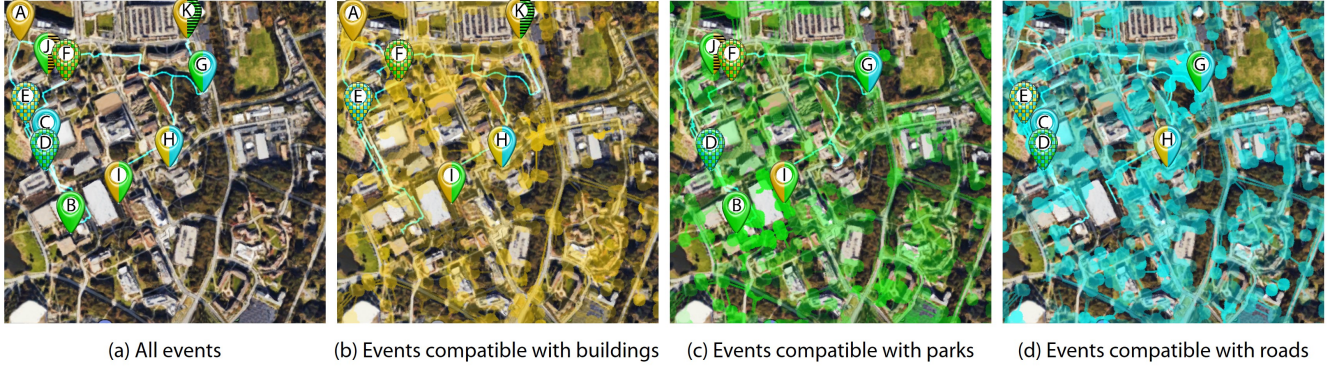 A K
J F G
E
C
D H
I
B
A K
F
E
H
I
J F G
D H
I
B
G
E
C
D H
(a) All events
(b) Events compatible with buildings
(c) Events compatible with parks
(d) Events compatible with roads